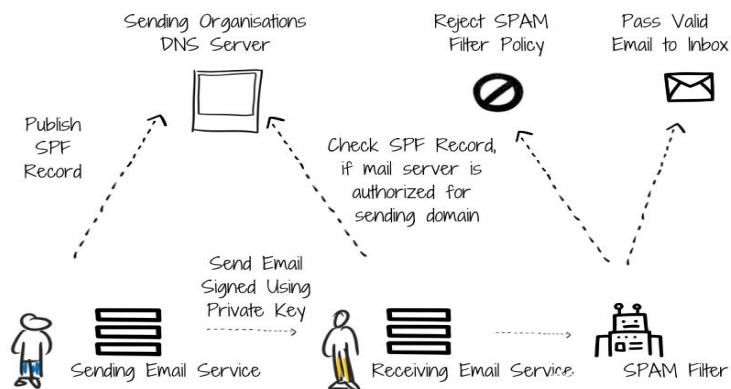 Sending Organisations
DNS Server
Reject SPAM
Filter Policy
Pass Valid
Email to Inbox
Publish
SPF
Record
Check SPF Record,
if mail server is
authorized for
sending domain
Send Email
Signed Using
Private Key
Sending Email Service
Receiving Email Service
SPAM Filter